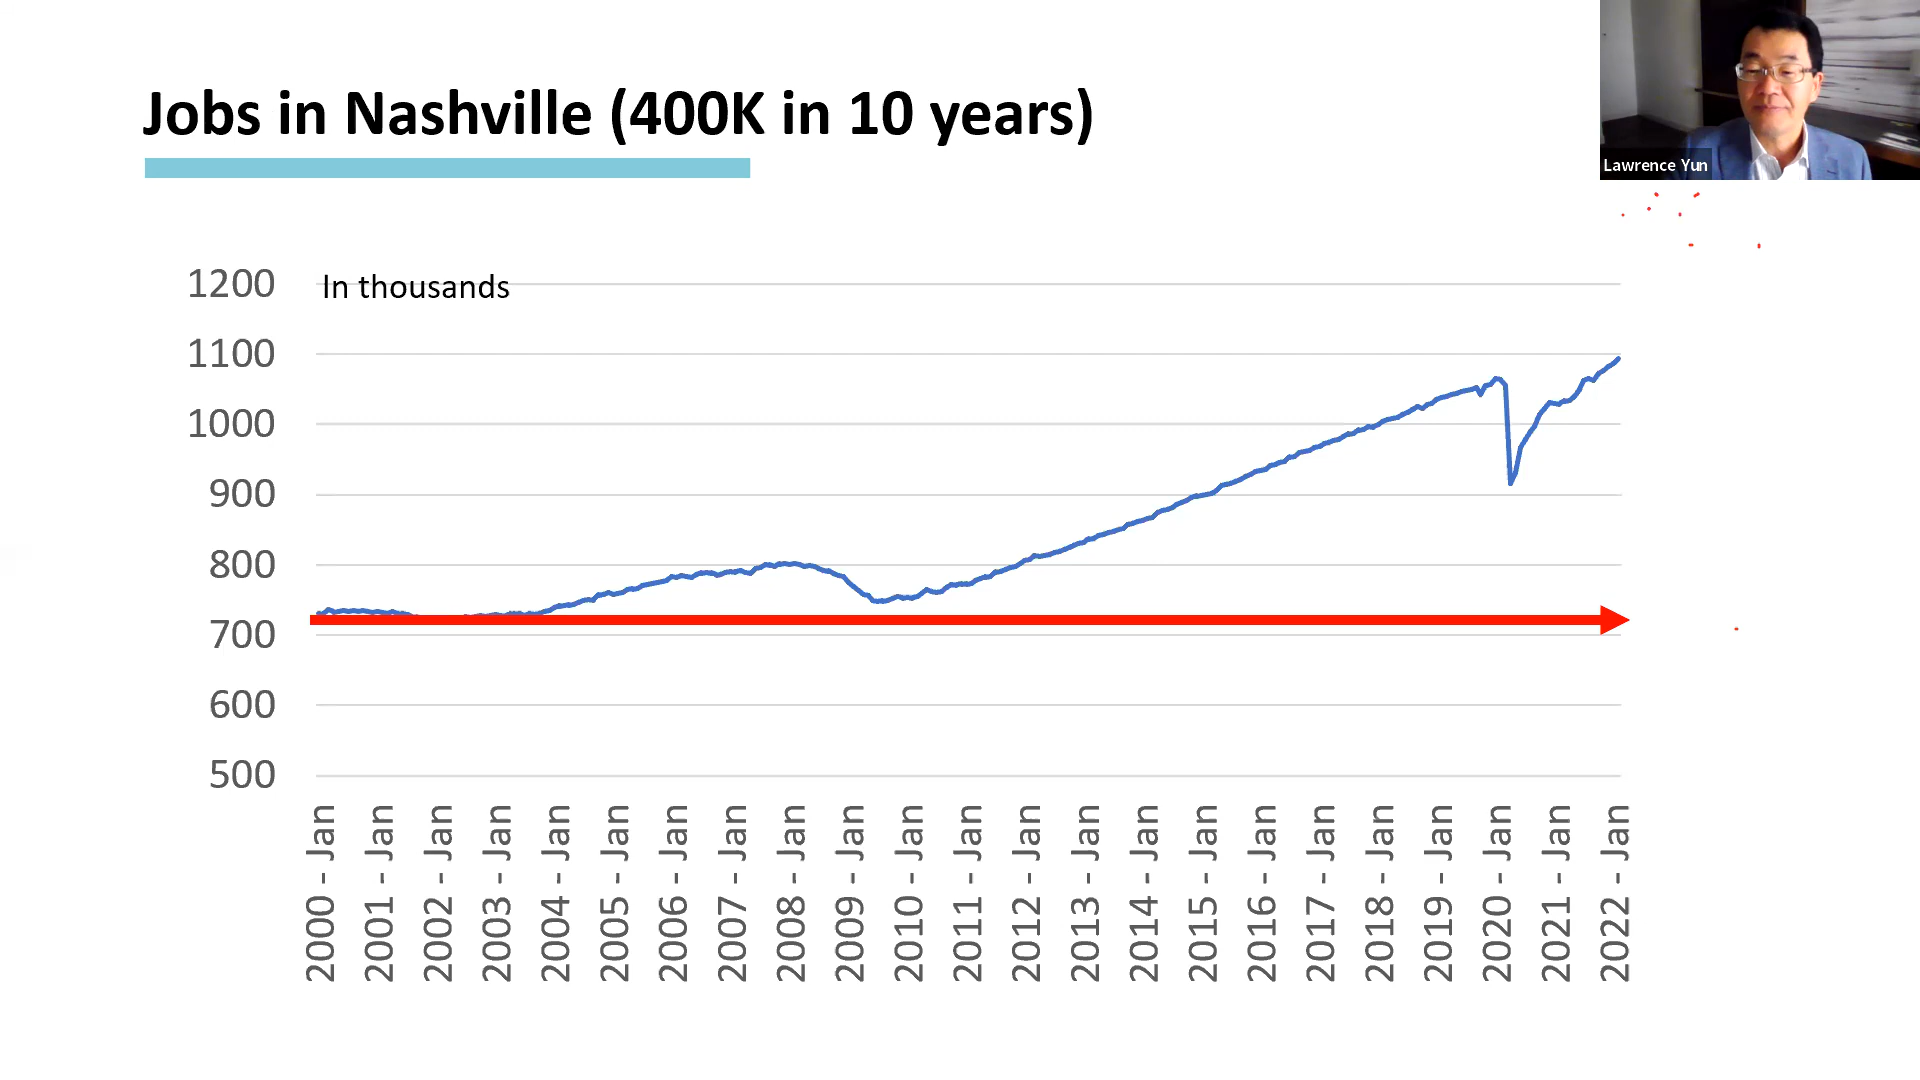 Jobs in Nashville (400K in 10 years)
Lawrence Yun
In thousands
1200
1100
1000
900
800
700
600
500
2000 - Jan
2001 - Jan
2002 - Jan
2003 - Jan
2004 - Jan
2005 - Jan
2006 - Jan
2007 - Jan
2008 - Jan
2009 - Jan
2010 - Jan
2011 - Jan
2012 - Jan
2013 - Jan
2014 - Jan
2015 - Jan
2016 - Jan
2017 - Jan
2018 - Jan
2019 - Jan
2020 - Jan
2021 - Jan
2022 - Jan